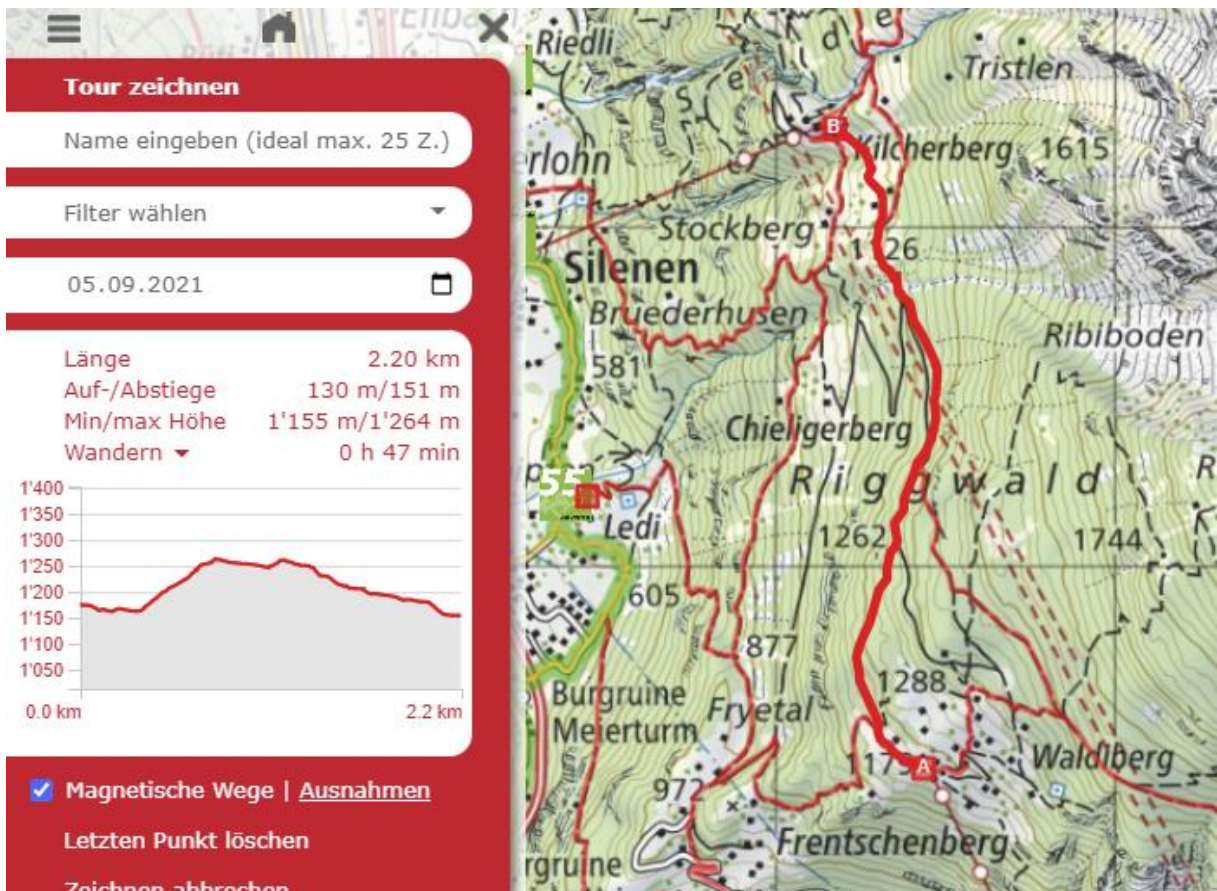 Tour zeichnen
Name eingeben (ideal max. 25 Z.)
Filter wählen
05.09.2021
Länge 2.20 km
Auf-/Abstiege 130 m/151 m
Min/max Höhe 1'155 m/1'264 m
Wandern 0 h 47 min
1'400
1'350
1'300
1'250
1'200
1'150
1'100
1'050
0.0 km 2.2 km
Magnetische Wege | Ausnahmen
Letzten Punkt löschen
Zeichnen abbrechen
Riedli
Tristlen
B
Kilcherberg 1615
Stockberg
Silenen
Bruederhusen
Ribiboden
581
Chieligerberg
Riggwald
55
Ledi
1262
1744
605
877
1288
Burgruine
Meierturm
Fryetal
Waldiberg
A
972
Frentschenberg